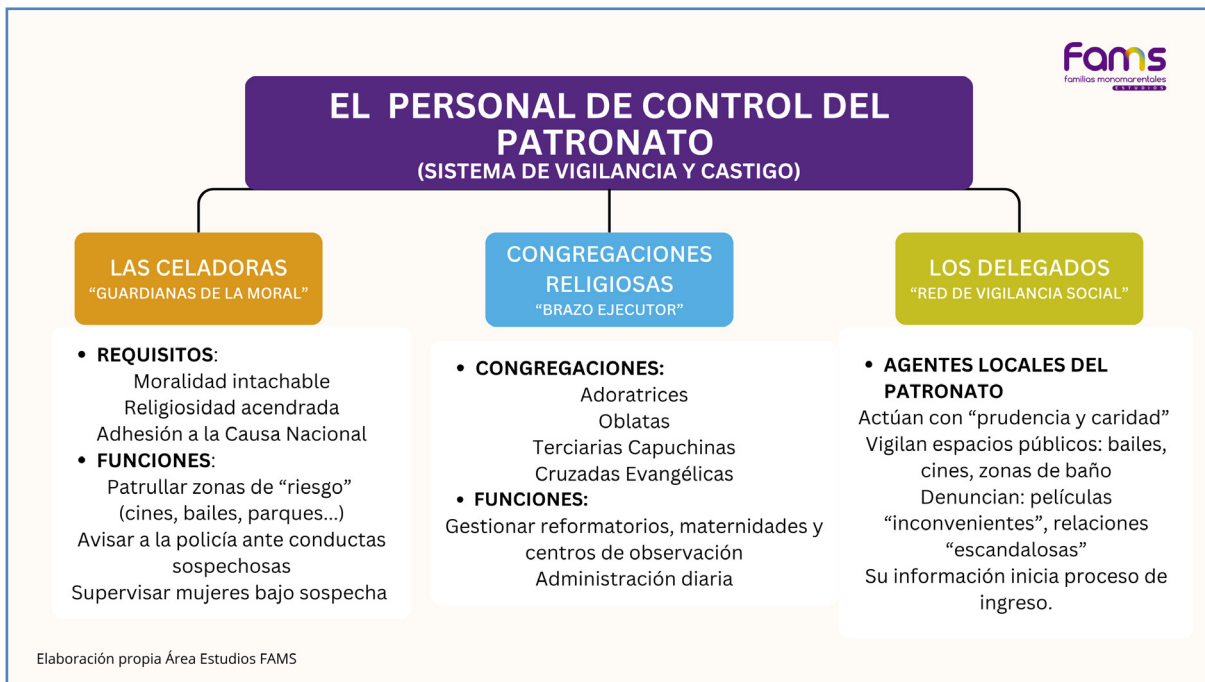 Fams
familias monomarentales
ESTUDIOS
EL PERSONAL DE CONTROL DEL
PATRONATO
(SISTEMA DE VIGILANCIA Y CASTIGO)
LAS CELADORAS
“GUARDIANAS DE LA MORAL”
• REQUISITOS:
Moralidad intachable
Religiosidad acendrada
Adhesión a la Causa Nacional
• FUNCIONES:
Patrullar zonas de “riesgo”
(cines, bailes, parques...)
Avisar a la policía ante conductas
sospechosas
Supervisar mujeres bajo sospecha
CONGREGACIONES
RELIGIOSAS
“BRAZO EJECUTOR”
• CONGREGACIONES:
Adoratrices
Oblatas
Terciarias Capuchinas
Cruzadas Evangélicas
• FUNCIONES:
Gestionar reformatorios, maternidades y
centros de observación
Administración diaria
LOS DELEGADOS
“RED DE VIGILANCIA SOCIAL”
• AGENTES LOCALES DEL
PATRONATO
Actúan con “prudencia y caridad”
Vigilan espacios públicos: bailes,
cines, zonas de baño
Denuncian: películas
“inconvenientes”, relaciones
“escandalosas”
Su información inicia proceso de
ingreso.
Elaboración propia Área Estudios FAMS